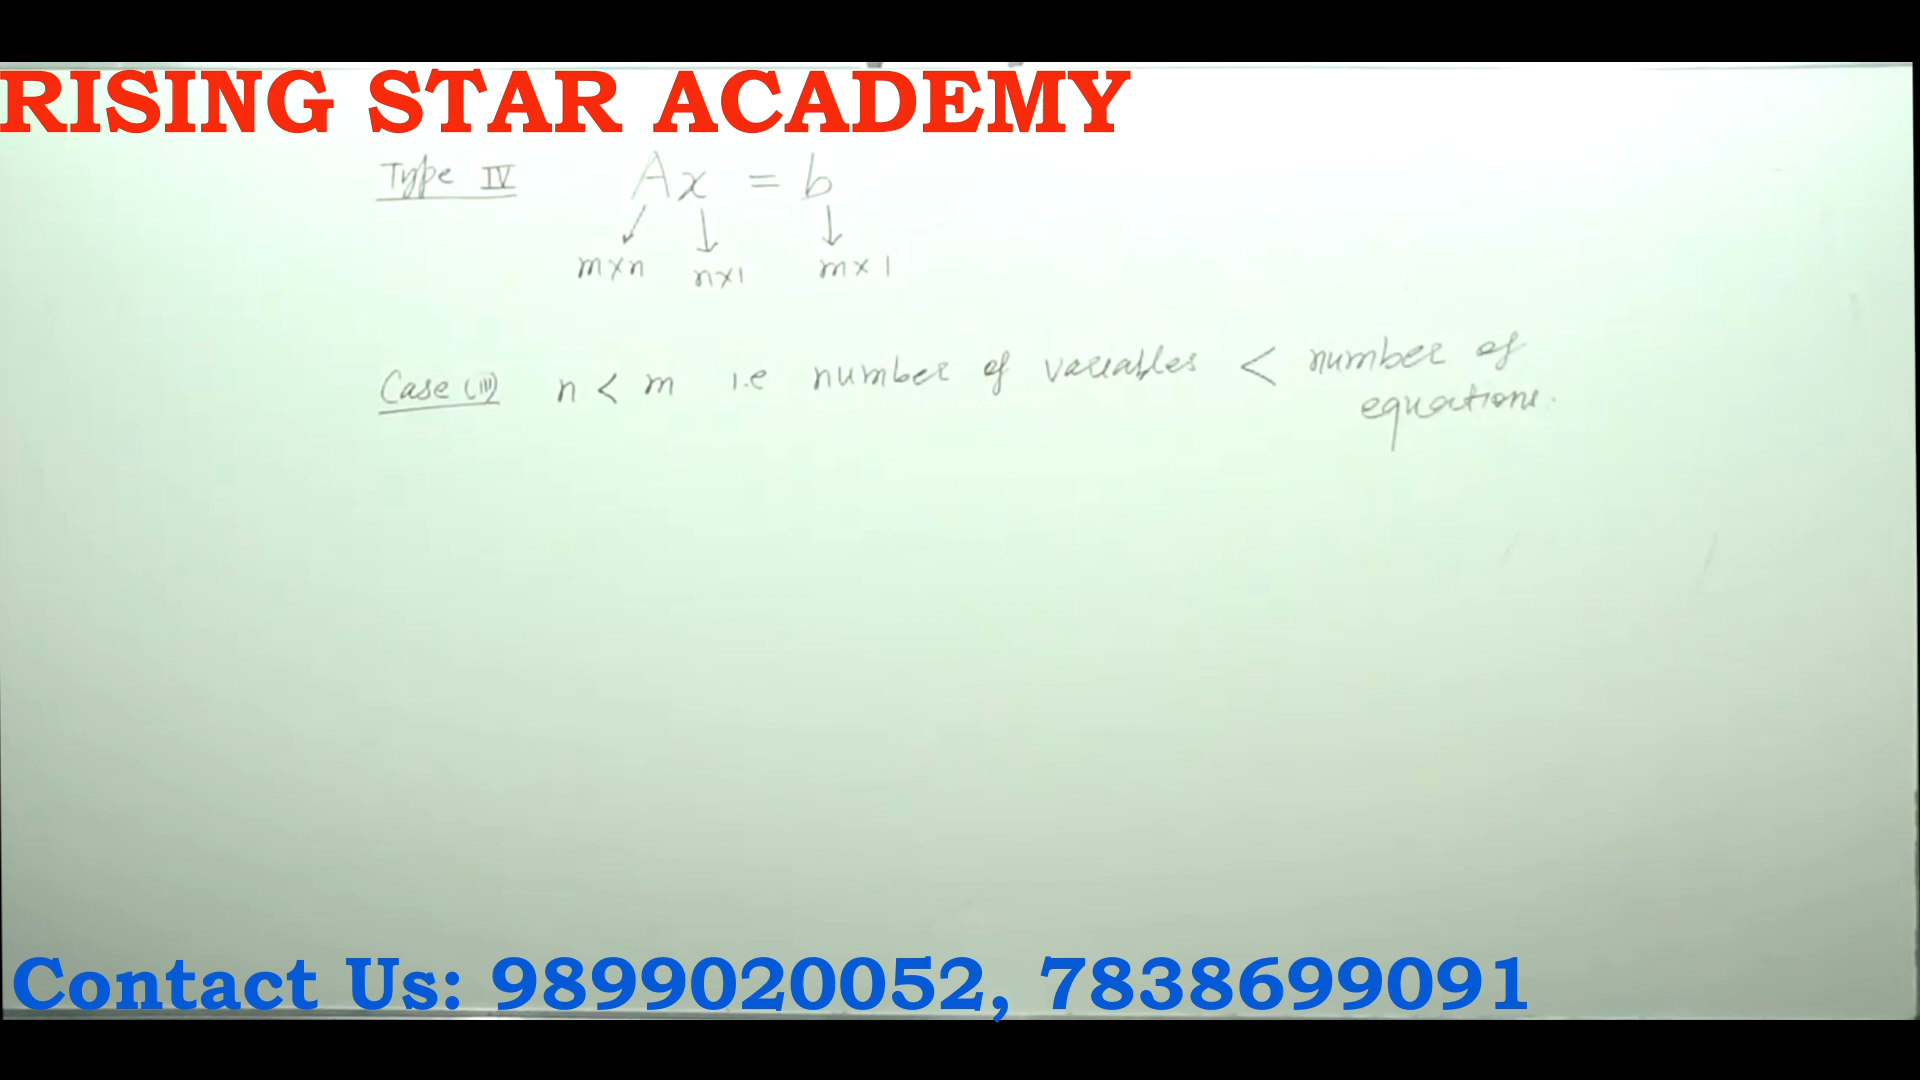 RISING STAR ACADEMY
Type IV Ax = b
m×n n×1 m×1
Case (iii) n < m i.e number of variables < number of
equations.
Contact Us: 9899020052, 7838699091